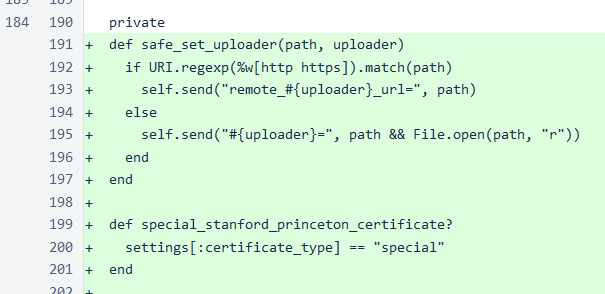 184 190 private
191 + def safe_set_uploader(path, uploader)
192 + if URI.regexp(%w[http https]).match(path)
193 + self.send("remote_#{uploader}_url=", path)
194 + else
195 + self.send("#{uploader}=", path && File.open(path, "r"))
196 + end
197 + end
198 +
199 + def special_stanford_princeton_certificate?
200 + settings[:certificate_type] == "special"
201 + end
202 +